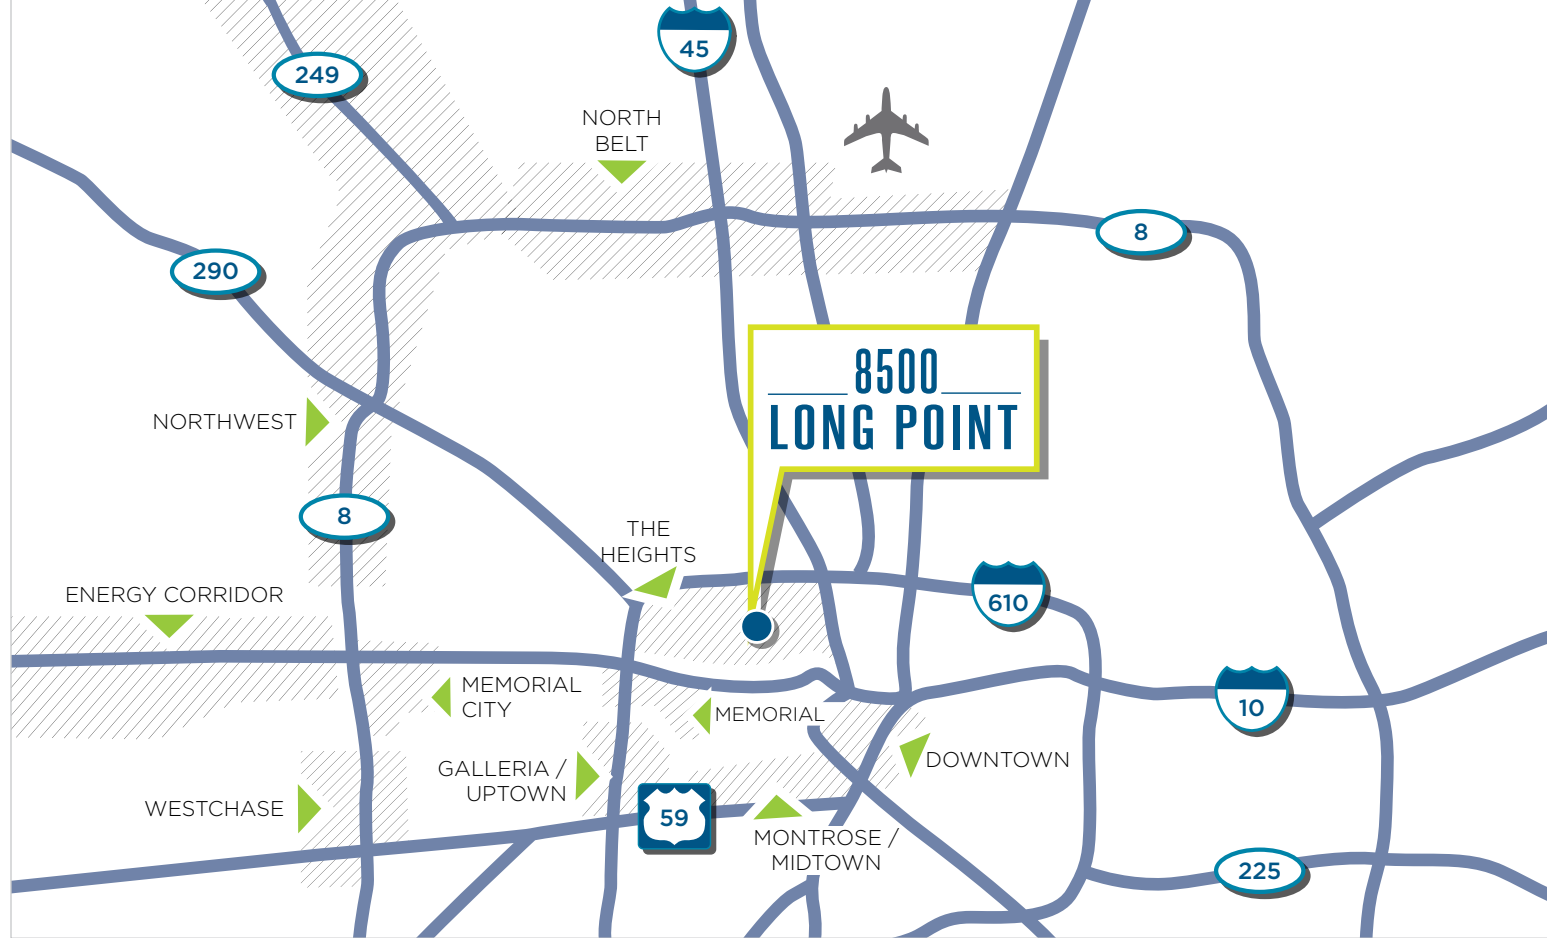 45
249
NORTH
BELT
8
290
8500
LONG POINT
NORTHWEST
8
THE
HEIGHTS
ENERGY CORRIDOR
610
MEMORIAL
CITY
MEMORIAL
10
DOWNTOWN
GALLERIA /
UPTOWN
WESTCHASE
59
MONTROSE /
MIDTOWN
225